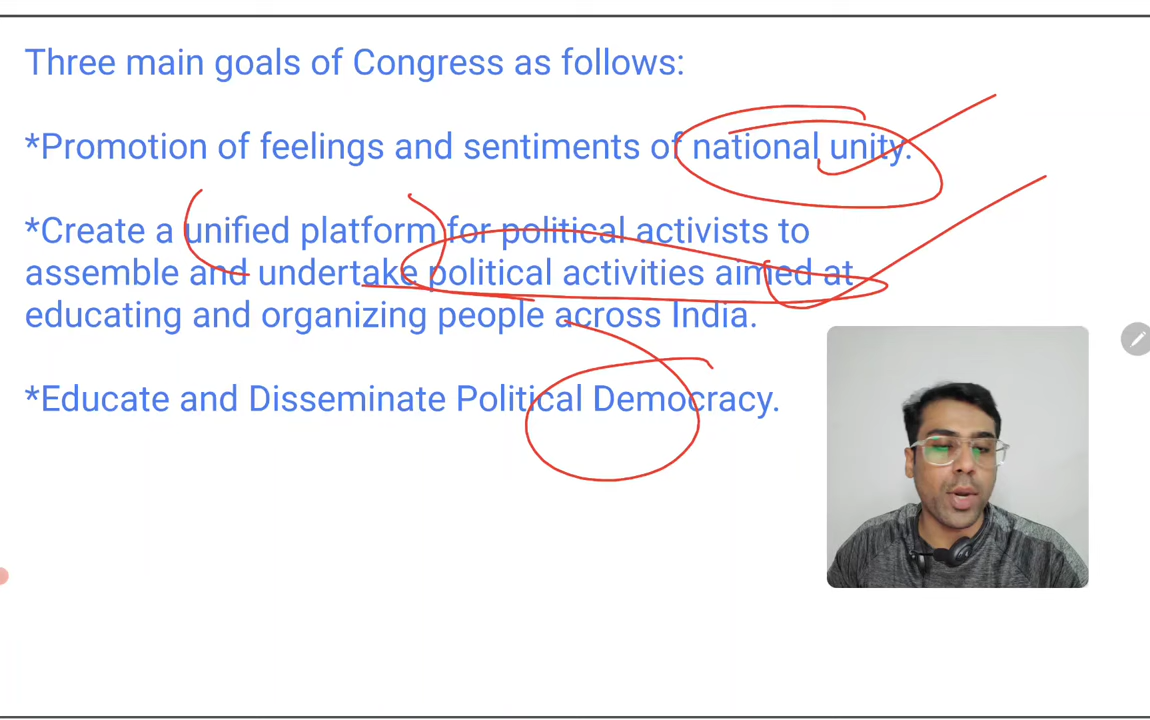 Three main goals of Congress as follows:
*Promotion of feelings and sentiments of national unity.
*Create a unified platform for political activists to
assemble and undertake political activities aimed at
educating and organizing people across India.
*Educate and Disseminate Political Democracy.